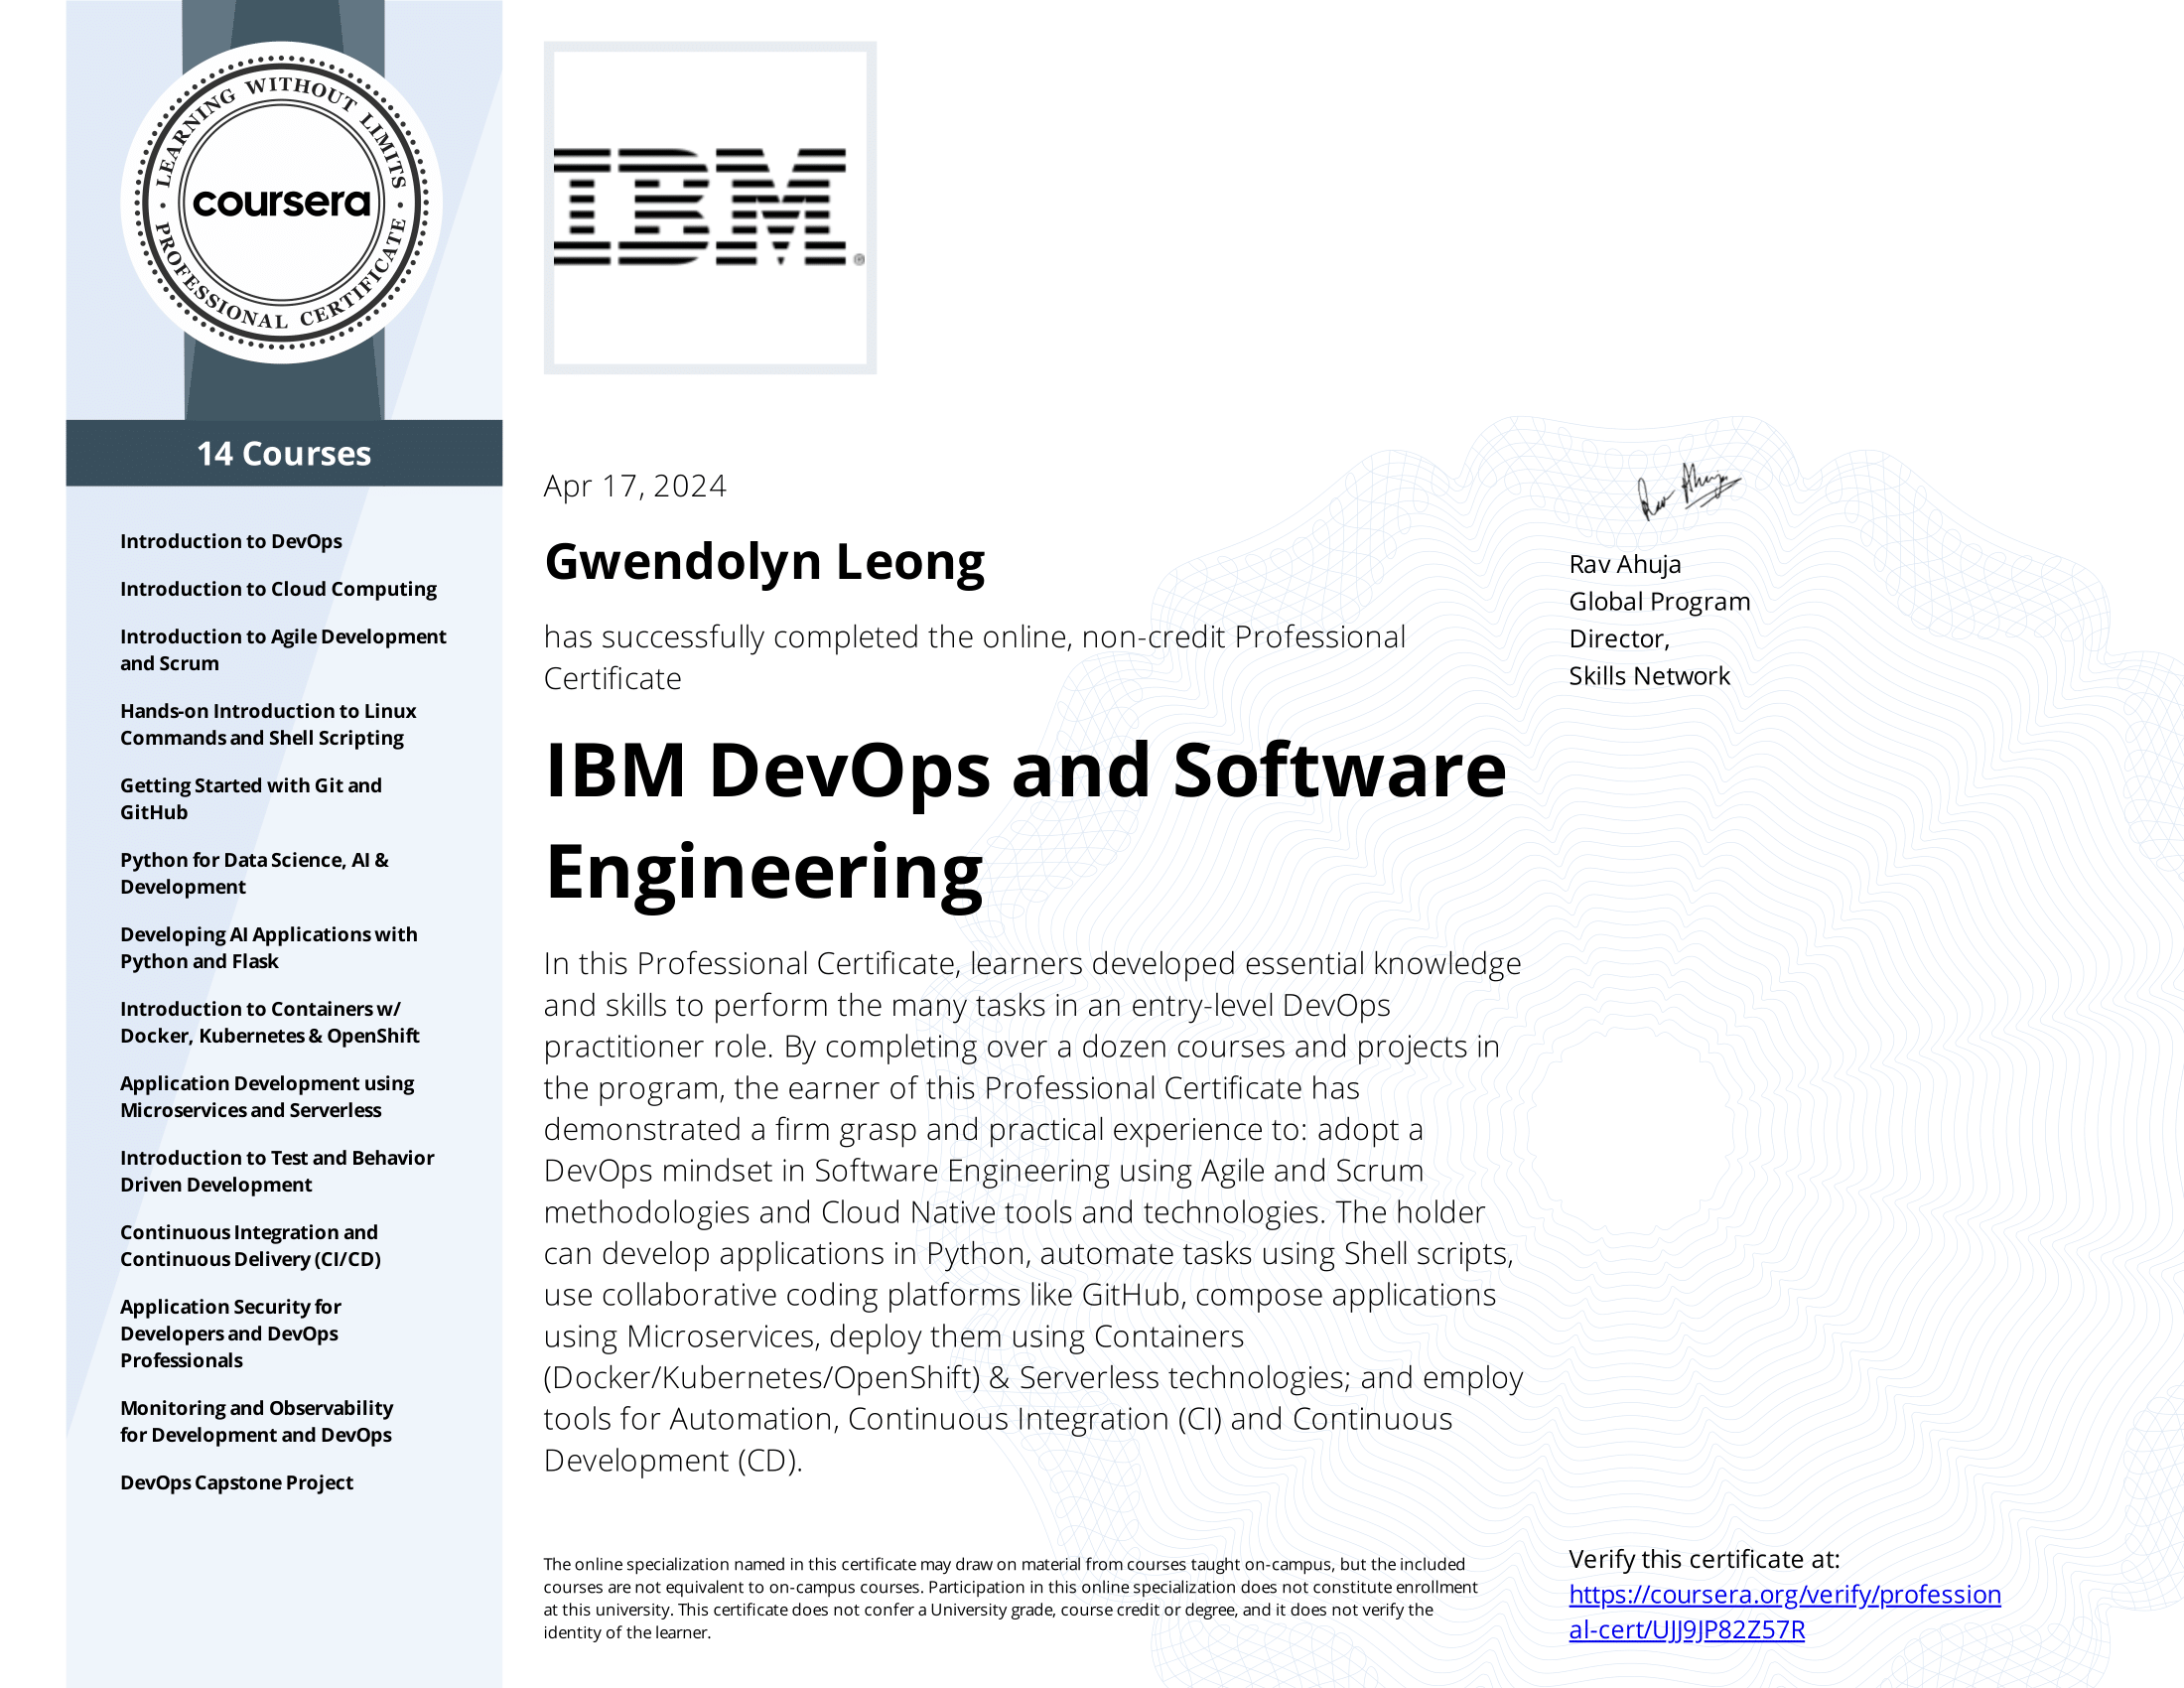 LEARNING WITHOUT LIMITS
coursera
PROFESSIONAL CERTIFICATE
14 Courses
Introduction to DevOps
Introduction to Cloud Computing
Introduction to Agile Development
and Scrum
Hands-on Introduction to Linux
Commands and Shell Scripting
Getting Started with Git and
GitHub
Python for Data Science, AI &
Development
Developing AI Applications with
Python and Flask
Introduction to Containers w/
Docker, Kubernetes & OpenShift
Application Development using
Microservices and Serverless
Introduction to Test and Behavior
Driven Development
Continuous Integration and
Continuous Delivery (CI/CD)
Application Security for
Developers and DevOps
Professionals
Monitoring and Observability
for Development and DevOps
DevOps Capstone Project
IBM®
Apr 17, 2024
Gwendolyn Leong
has successfully completed the online, non-credit Professional
Certificate
IBM DevOps and Software
Engineering
In this Professional Certificate, learners developed essential knowledge
and skills to perform the many tasks in an entry-level DevOps
practitioner role. By completing over a dozen courses and projects in
the program, the earner of this Professional Certificate has
demonstrated a firm grasp and practical experience to: adopt a
DevOps mindset in Software Engineering using Agile and Scrum
methodologies and Cloud Native tools and technologies. The holder
can develop applications in Python, automate tasks using Shell scripts,
use collaborative coding platforms like GitHub, compose applications
using Microservices, deploy them using Containers
(Docker/Kubernetes/OpenShift) & Serverless technologies; and employ
tools for Automation, Continuous Integration (CI) and Continuous
Development (CD).
The online specialization named in this certificate may draw on material from courses taught on-campus, but the included
courses are not equivalent to on-campus courses. Participation in this online specialization does not constitute enrollment
at this university. This certificate does not confer a University grade, course credit or degree, and it does not verify the
identity of the learner.
Rav Ahuja
Rav Ahuja
Global Program
Director,
Skills Network
Verify this certificate at:
https://coursera.org/verify/profession
al-cert/UJJ9JP82Z57R